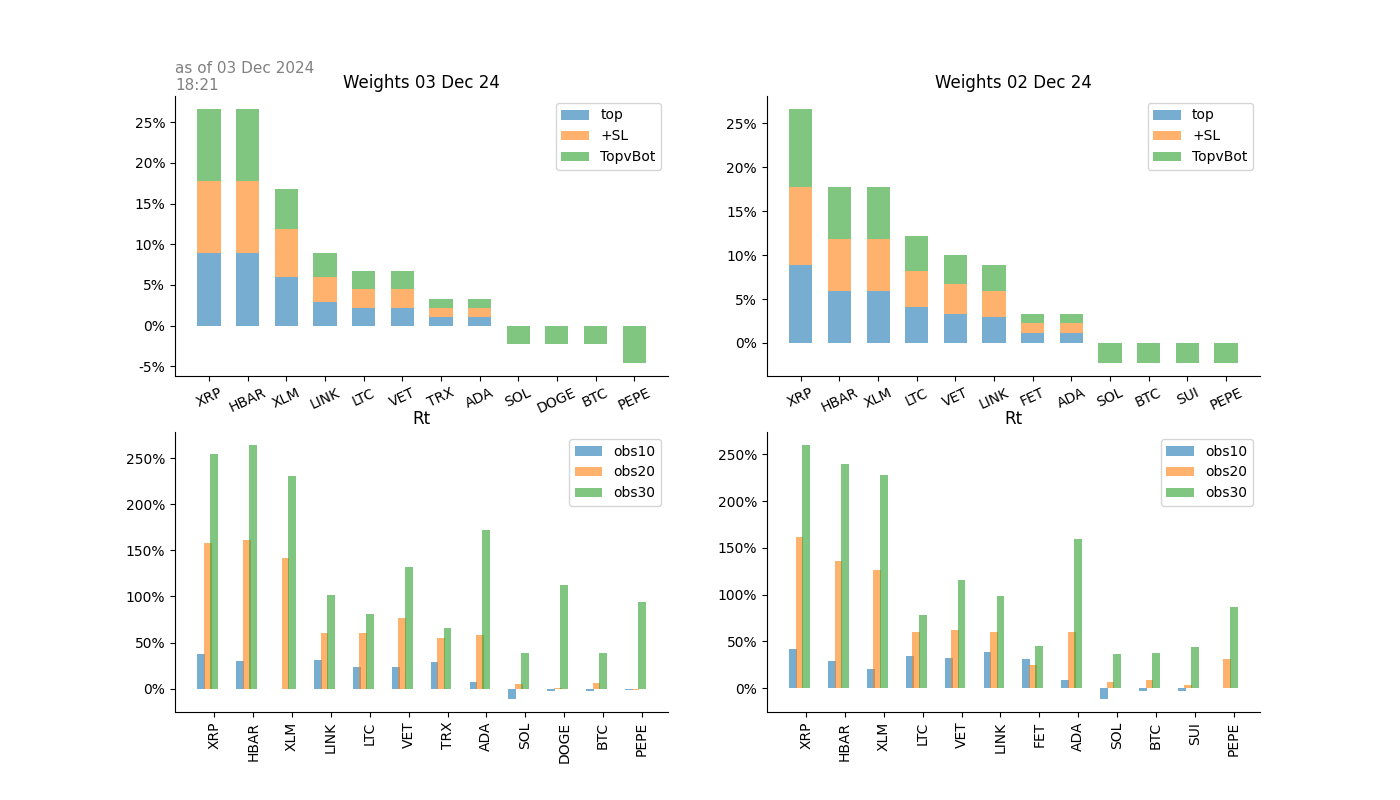 as of 03 Dec 2024
18:21
Weights 03 Dec 24
25%
20%
15%
10%
5%
0%
-5%
top
+SL
TopvBot
XRP HBAR XLM LINK LTC VET TRX ADA SOL DOGE BTC PEPE
Weights 02 Dec 24
25%
20%
15%
10%
5%
0%
top
+SL
TopvBot
XRP HBAR XLM LTC VET LINK FET ADA SOL BTC SUI PEPE
Rt
250%
200%
150%
100%
50%
0%
obs10
obs20
obs30
XRP HBAR XLM LINK LTC VET TRX ADA SOL DOGE BTC PEPE
Rt
250%
200%
150%
100%
50%
0%
obs10
obs20
obs30
XRP HBAR XLM LTC VET LINK FET ADA SOL BTC SUI PEPE